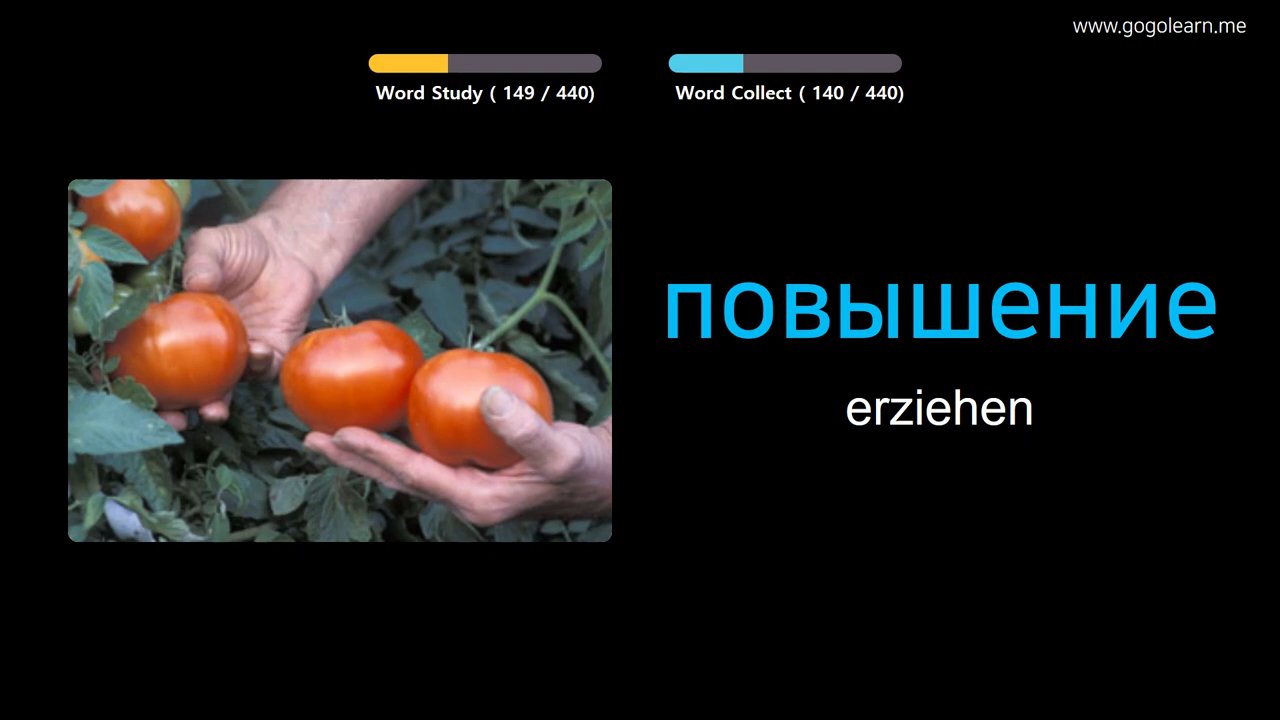 www.gogolearn.me
Word Study ( 149 / 440)
Word Collect ( 140 / 440)
повышение
erziehen